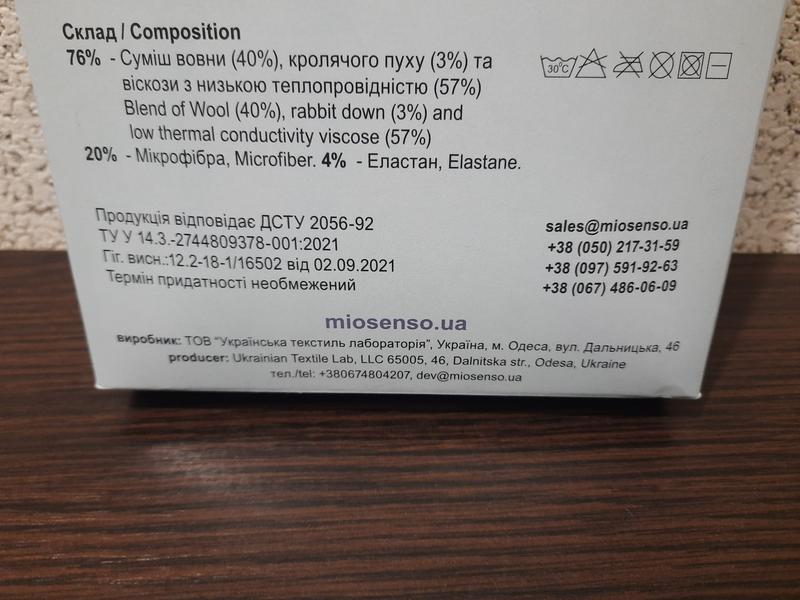 Склад / Composition
76% - Суміш вовни (40%), кролячого пуху (3%) та
віскози з низькою теплопровідністю (57%)
Blend of Wool (40%), rabbit down (3%) and
low thermal conductivity viscose (57%)
20% - Мікрофібра, Microfiber. 4% - Еластан, Elastane.
30°C
Продукція відповідає ДСТУ 2056-92
ТУ У 14.3.-2744809378-001:2021
Гіг. висн.:12.2-18-1/16502 від 02.09.2021
Термін придатності необмежений
sales@miosenso.ua
+38 (050) 217-31-59
+38 (097) 591-92-63
+38 (067) 486-06-09
miosenso.ua
виробник: ТОВ "Українська текстиль лабораторія", Україна, м. Одеса, вул. Дальницька, 46
producer: Ukrainian Textile Lab, LLC 65005, 46, Dalnitska str., Odesa, Ukraine
тел./tel: +380674804207, dev@miosenso.ua